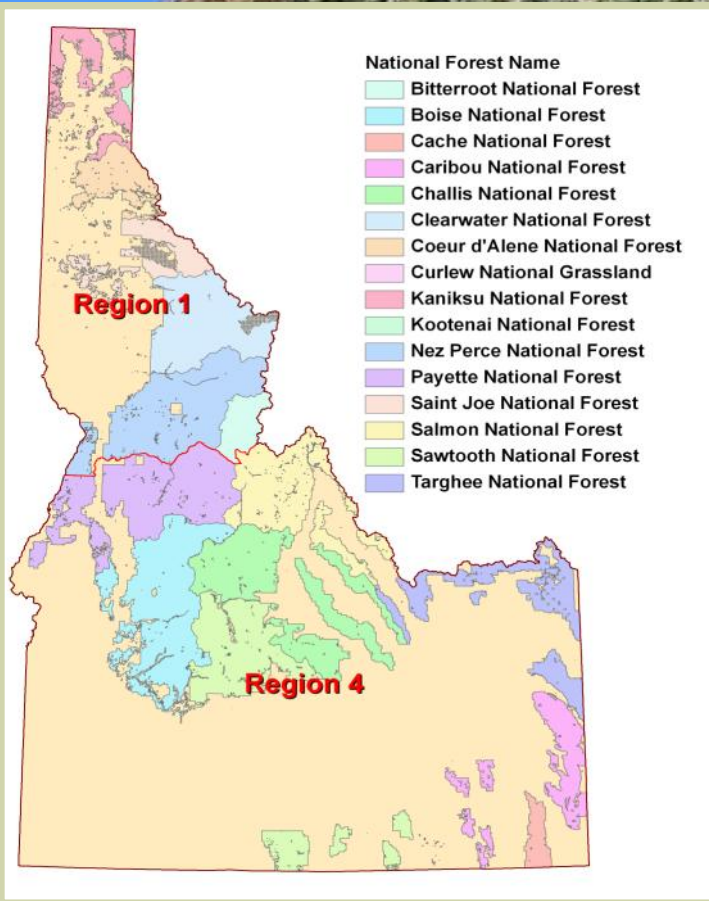 National Forest Name
Bitterroot National Forest
Boise National Forest
Cache National Forest
Caribou National Forest
Challis National Forest
Clearwater National Forest
Coeur d'Alene National Forest
Curlew National Grassland
Kaniksu National Forest
Kootenai National Forest
Nez Perce National Forest
Payette National Forest
Saint Joe National Forest
Salmon National Forest
Sawtooth National Forest
Targhee National Forest
Region 1
Region 4